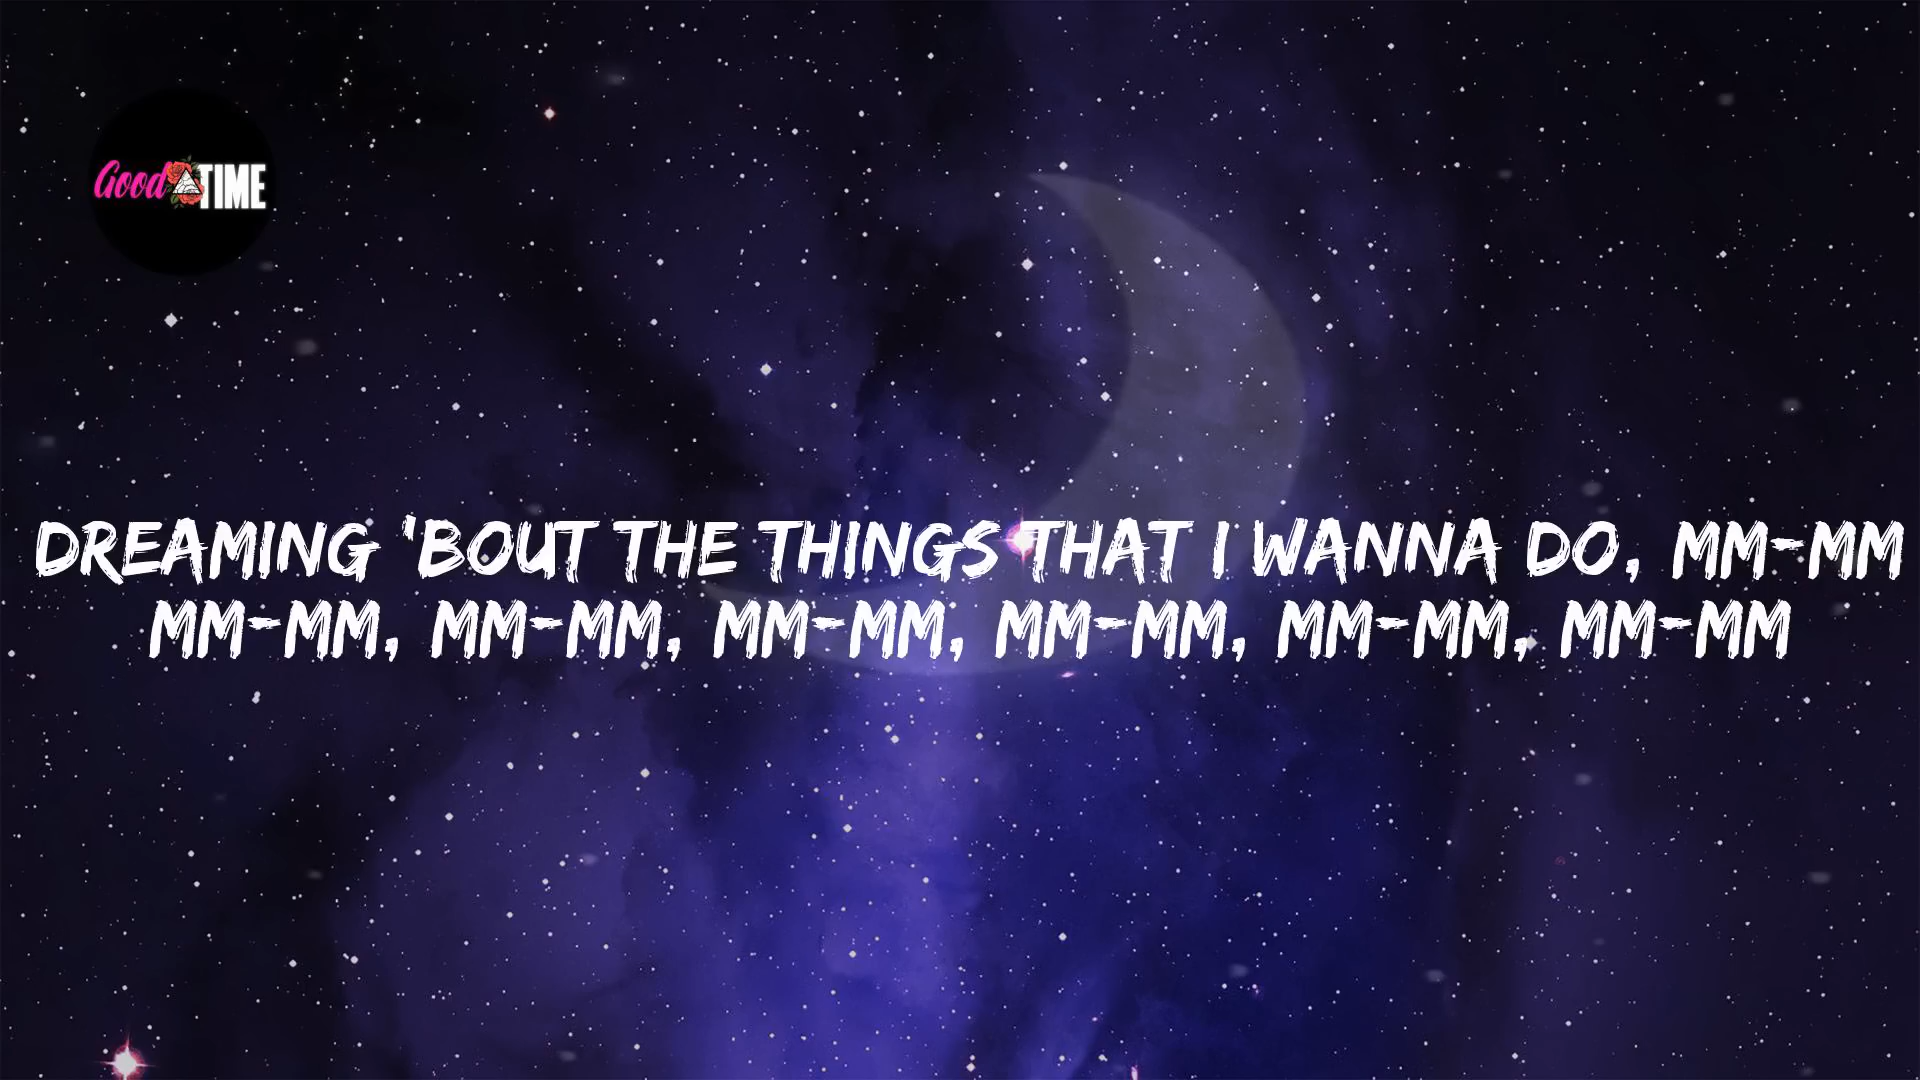 Good TIME
DREAMING 'BOUT THE THINGS THAT I WANNA DO, MM-MM
MM-MM, MM-MM, MM-MM, MM-MM, MM-MM, MM-MM